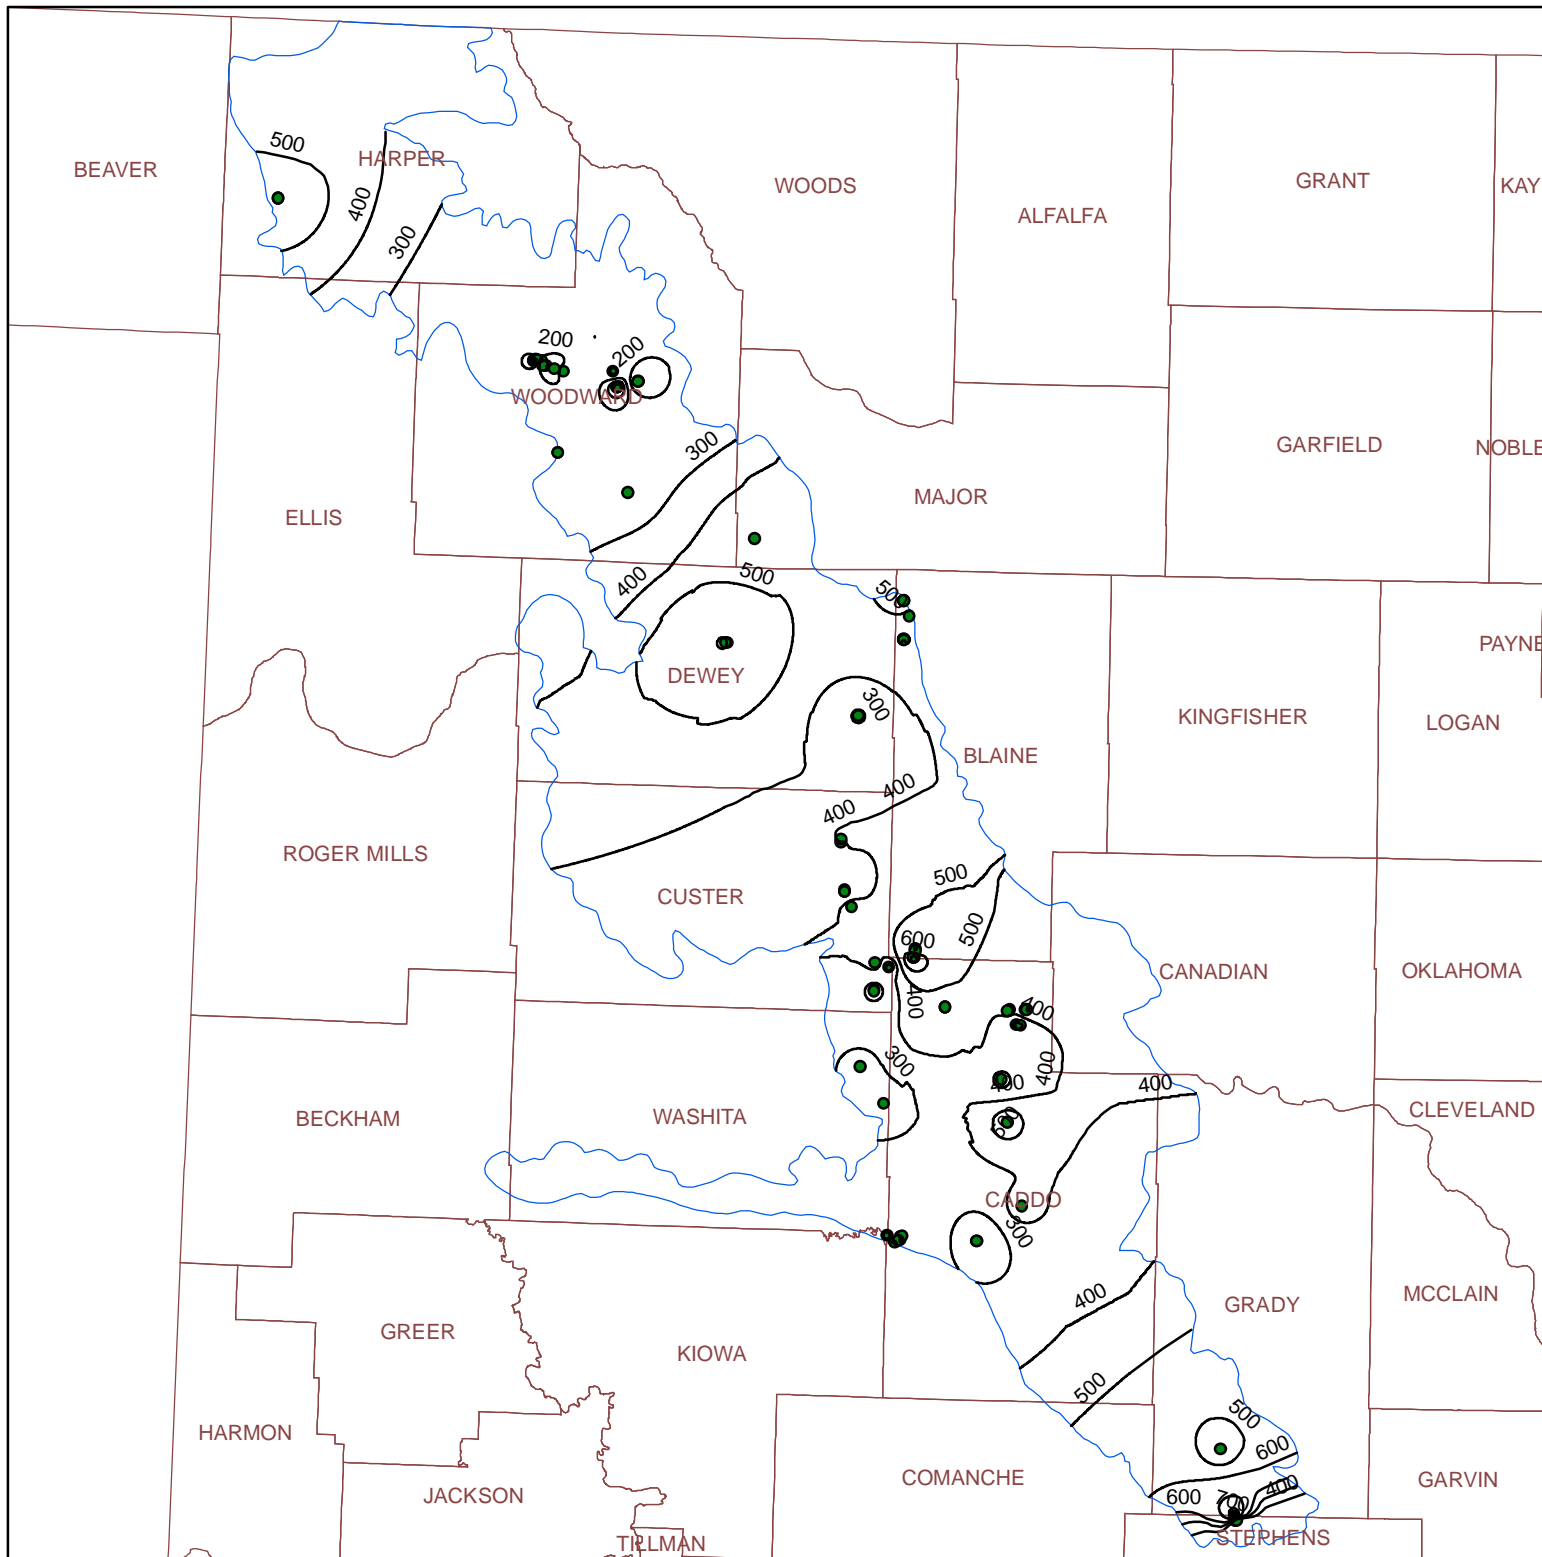 500
HARPER
BEAVER
WOODS
GRANT
KAY
400
ALFALFA
300
200
200
WOODWARD
300
GARFIELD
NOBLE
MAJOR
ELLIS
400
500
500
PAYNE
DEWEY
300
KINGFISHER
LOGAN
BLAINE
400
400
ROGER MILLS
500
CUSTER
500
600
CANADIAN
OKLAHOMA
400
400
300
400
400
400
CLEVELAND
BECKHAM
WASHITA
CADDO
300
400
GRADY
MCCLAIN
GREER
KIOWA
500
500
HARMON
600
COMANCHE
GARVIN
400
JACKSON
600
700
STEPHENS
TILLMAN